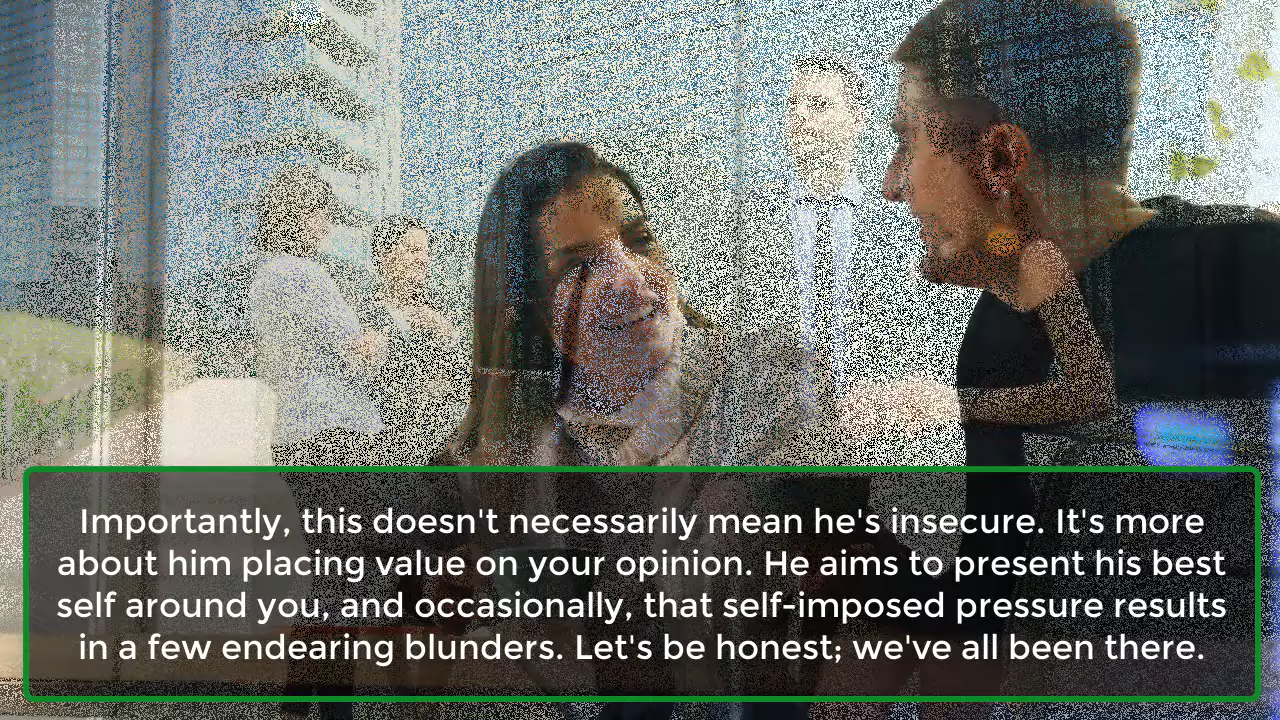 Importantly, this doesn't necessarily mean he's insecure. It's more
about him placing value on your opinion. He aims to present his best
self around you, and occasionally, that self-imposed pressure results
in a few endearing blunders. Let's be honest; we've all been there.